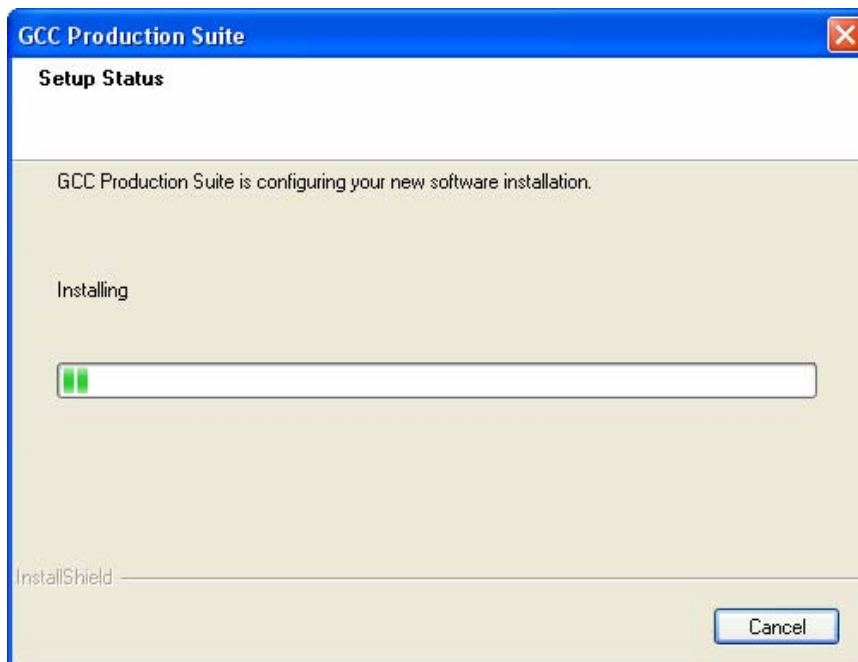 GCC Production Suite
Setup Status
GCC Production Suite is configuring your new software installation.
Installing
InstallShield
Cancel